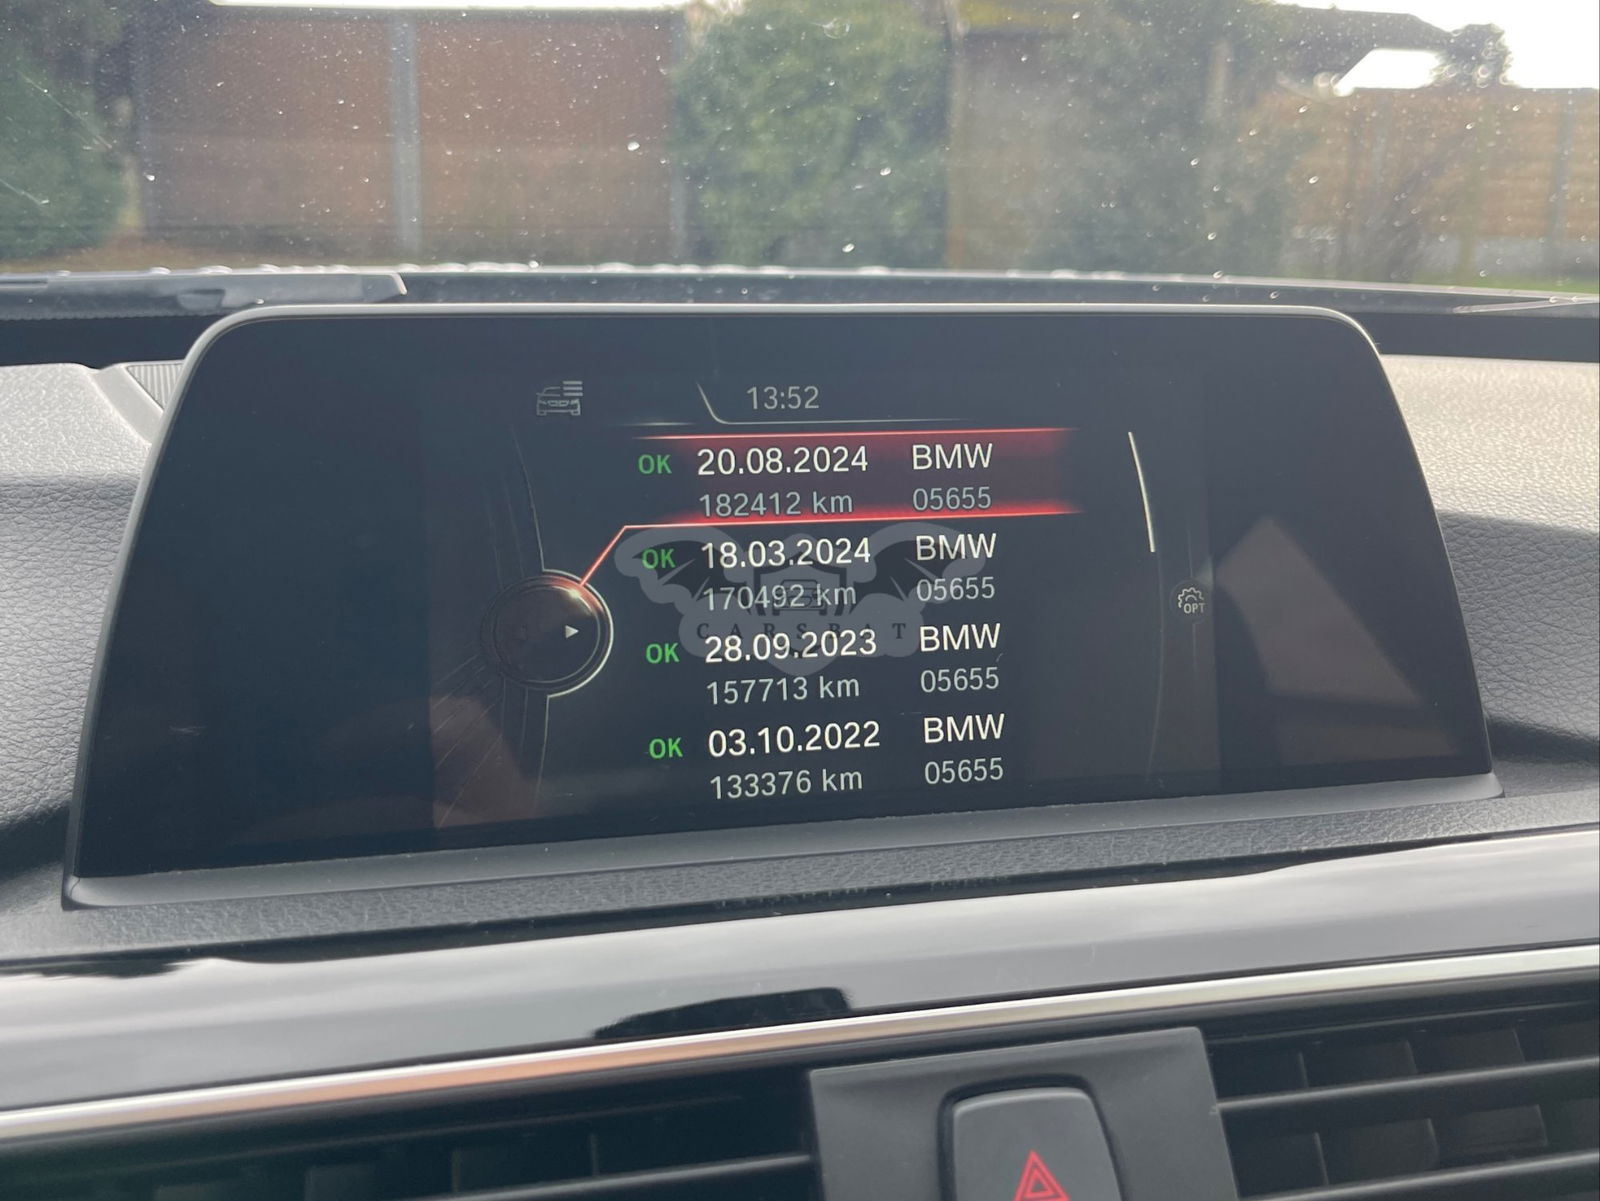 13:52
OK 20.08.2024 BMW
182412 km 05655
OK 18.03.2024 BMW
170492 km 05655
CARSBAT
OK 28.09.2023 BMW
157713 km 05655
OK 03.10.2022 BMW
133376 km 05655
OPT